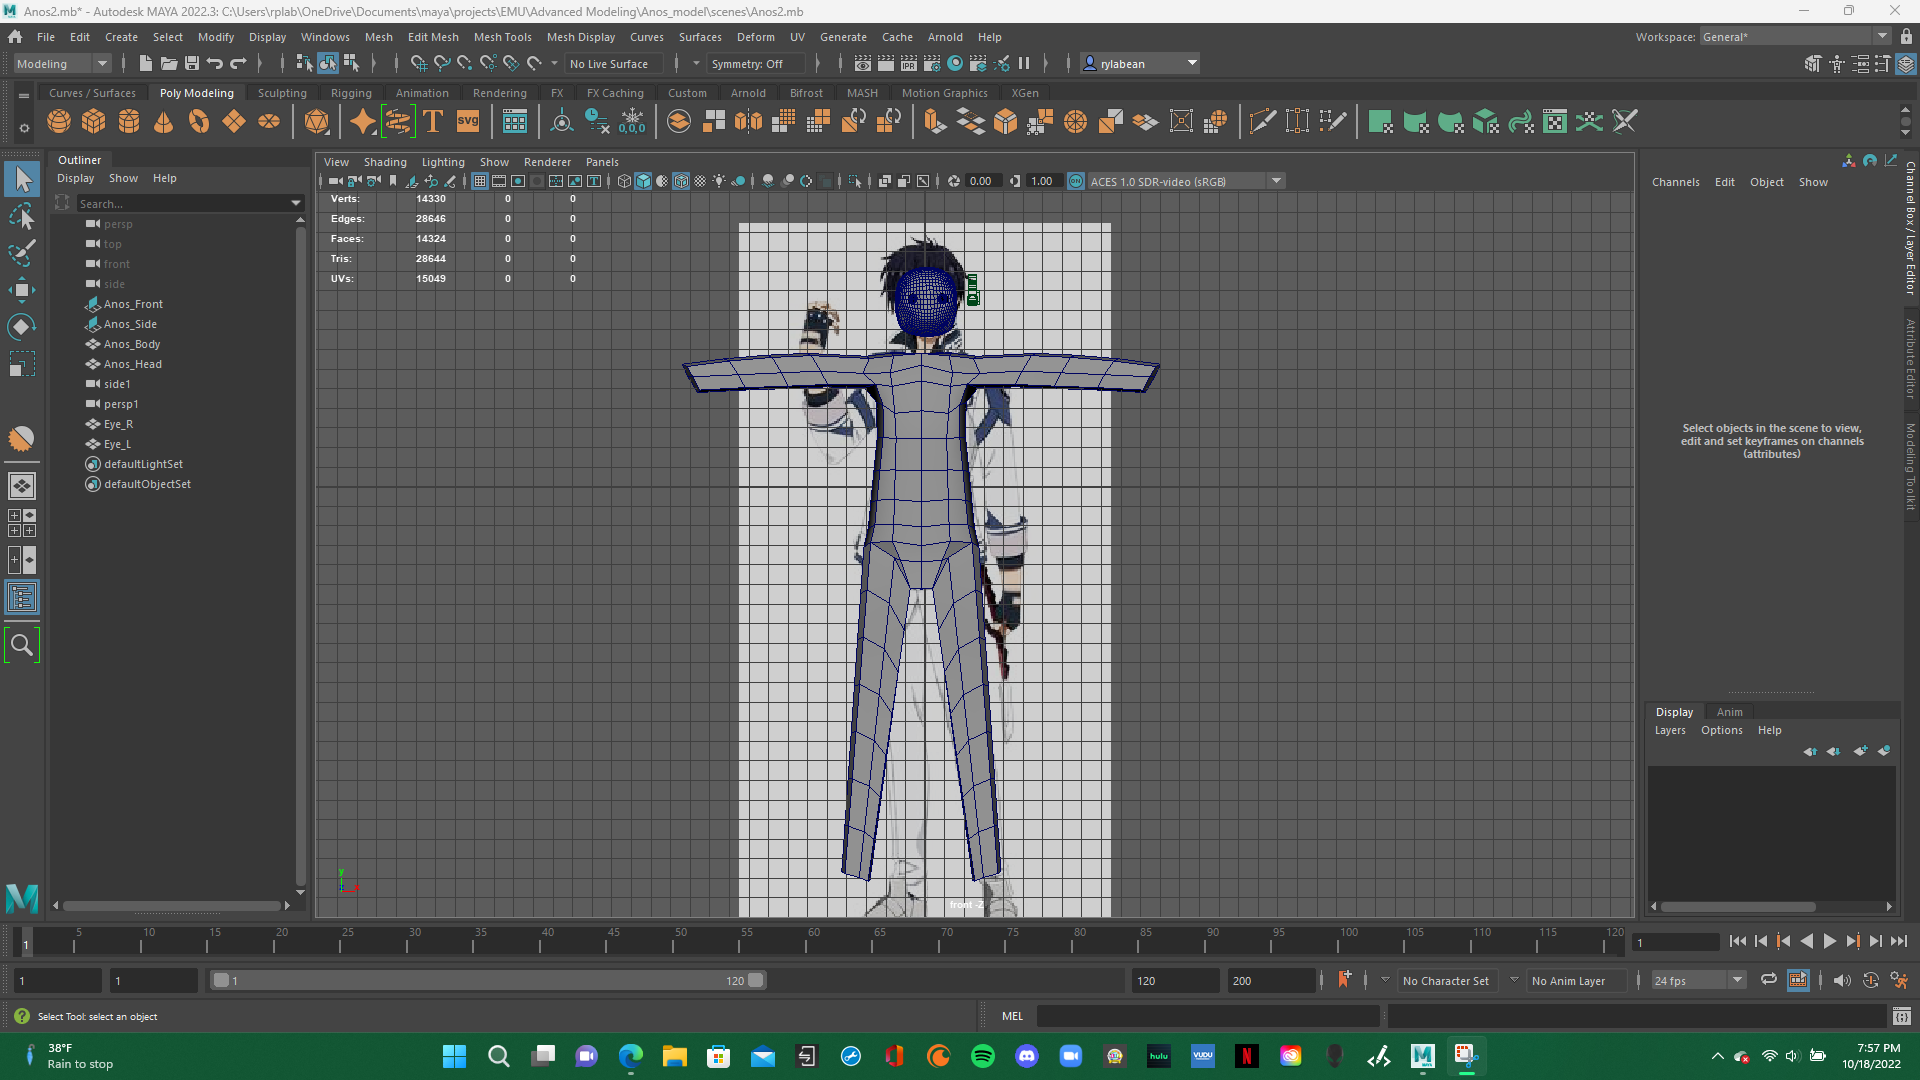 Anos2.mb* - Autodesk MAYA 2022.3: C:\Users\rplab\OneDrive\Documents\maya\projects\EMU\Advanced Modeling\Anos_model\scenes\Anos2.mb
File Edit Create Select Modify Display Windows Mesh Edit Mesh Mesh Tools Mesh Display Curves Surfaces Deform UV Generate Cache Arnold Help
Workspace: General*
Modeling No Live Surface Symmetry: Off IPR rylabean
Curves / Surfaces Poly Modeling Sculpting Rigging Animation Rendering FX FX Caching Custom Arnold Bifrost MASH Motion Graphics XGen
T SVG 0,0,0
Outliner
Display Show Help
Search...
persp
top
front
side
Anos_Front
Anos_Side
Anos_Body
Anos_Head
side1
persp1
Eye_R
Eye_L
defaultLightSet
defaultObjectSet
View Shading Lighting Show Renderer Panels
0.00 1.00 ON ACES 1.0 SDR-video (sRGB)
Verts: 14330 0 0
Edges: 28646 0 0
Faces: 14324 0 0
Tris: 28644 0 0
UVs: 15049 0 0
y
front -Z
Channels Edit Object Show
Select objects in the scene to view,
edit and set keyframes on channels
(attributes)
Channel Box / Layer Editor
Attribute Editor
Modeling Toolkit
Display Anim
Layers Options Help
1 5 10 15 20 25 30 35 40 45 50 55 60 65 70 75 80 85 90 95 100 105 110 115 120 1
1 1 1 120 120 200 No Character Set No Anim Layer 24 fps
Select Tool: select an object
MEL
M
MAYA
38°F
Rain to stop
hulu VUDU N
7:57 PM
10/18/2022